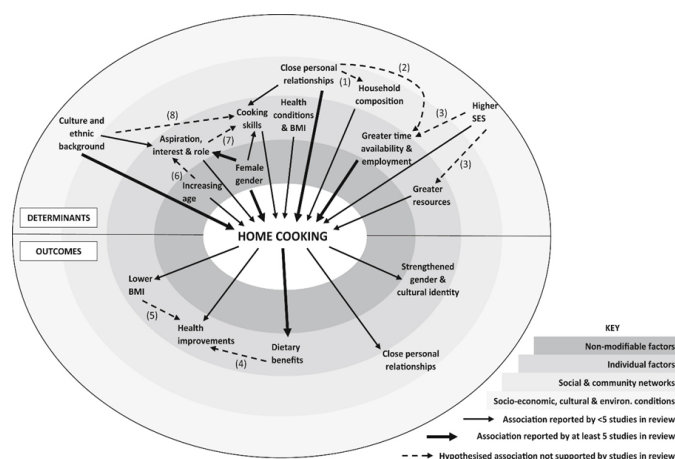 Close personal
relationships
(2)
(1)
Household
composition
Health
conditions
& BMI
Higher
SES
(3)
(8)
Cooking
skills
Culture and
ethnic
background
Aspiration,
interest & role
(7)
Greater time
availability &
employment
(3)
Female
gender
(6)
Increasing
age
Greater
resources
DETERMINANTS
HOME COOKING
OUTCOMES
Strengthened
gender &
cultural identity
Lower
BMI
(5)
Health
improvements
(4)
Dietary
benefits
Close personal
relationships
KEY
Non-modifiable factors
Individual factors
Social & community networks
Socio-economic, cultural & environ. conditions
Association reported by <5 studies in review
Association reported by at least 5 studies in review
Hypothesised association not supported by studies in review